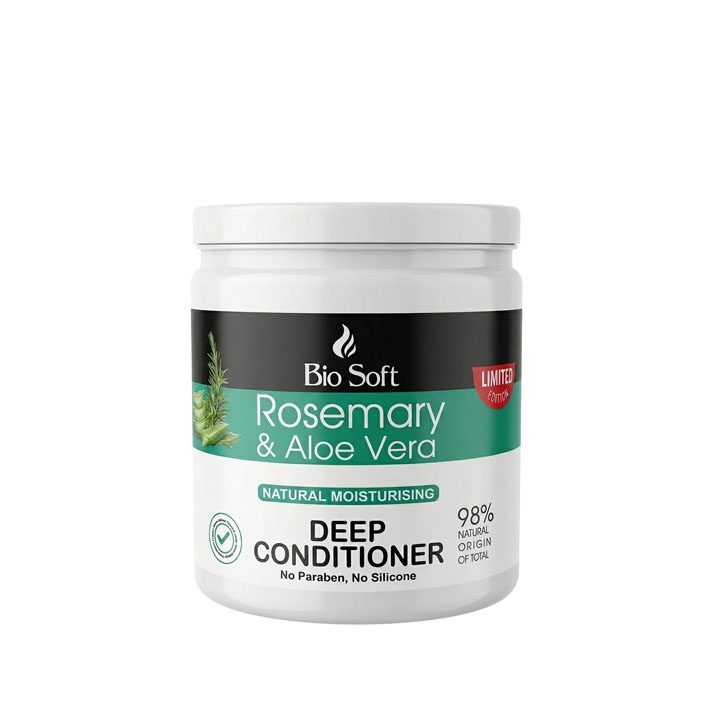 Bio Soft
LIMITED
EDITION
Rosemary
& Aloe Vera
NATURAL MOISTURISING
DEEP
CONDITIONER
No Paraben, No Silicone
98%
NATURAL
ORIGIN
OF TOTAL